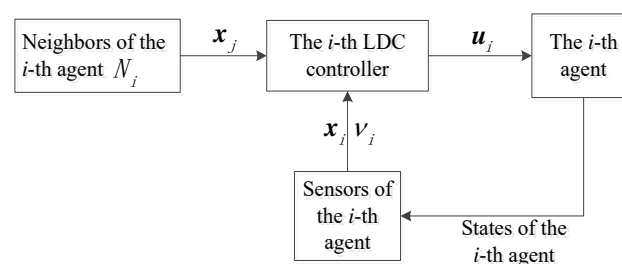 Neighbors of the
i-th agent N_i
x_j
The i-th LDC
controller
u_i
The i-th
agent
x_i ν_i
Sensors of
the i-th
agent
States of the
i-th agent